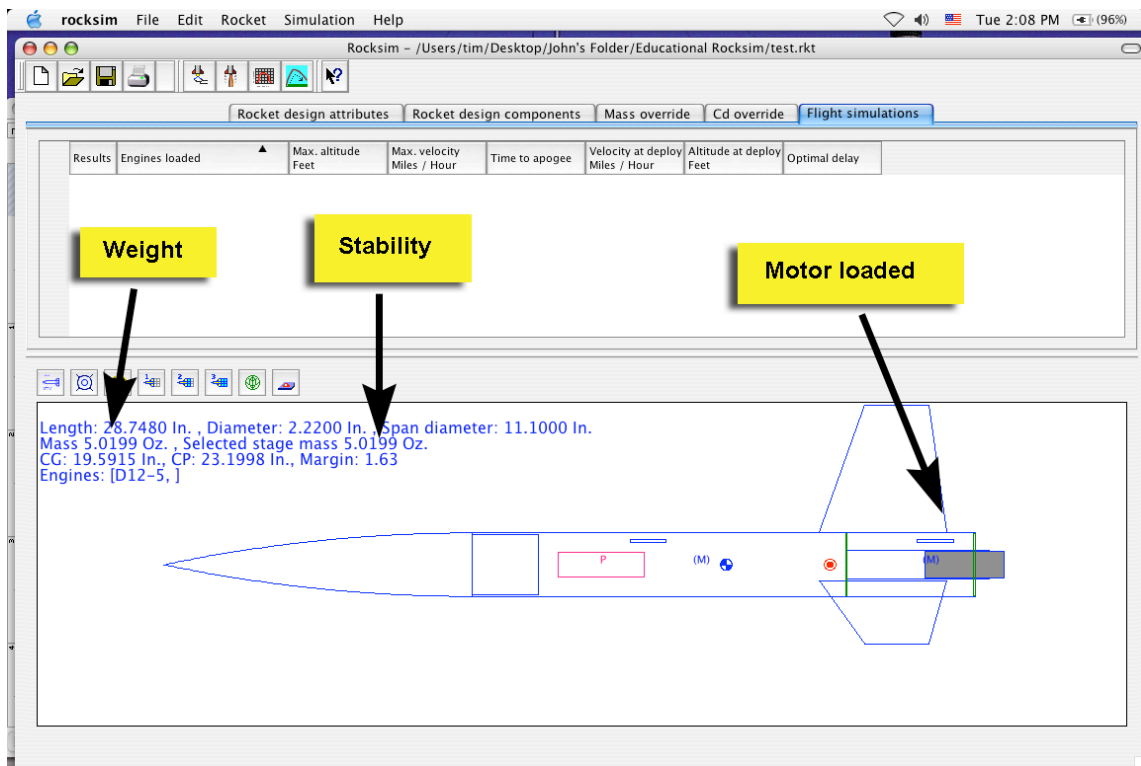 rocksim File Edit Rocket Simulation Help Tue 2:08 PM (96%)
Rocksim – /Users/tim/Desktop/John's Folder/Educational Rocksim/test.rkt
Rocket design attributes Rocket design components Mass override Cd override Flight simulations
Results Engines loaded Max. altitude Feet Max. velocity Miles / Hour Time to apogee Velocity at deploy Miles / Hour Altitude at deploy Feet Optimal delay
Weight
Stability
Motor loaded
1 2 3
Length: 28.7480 In. , Diameter: 2.2200 In. , Span diameter: 11.1000 In.
Mass 5.0199 Oz. , Selected stage mass 5.0199 Oz.
CG: 19.5915 In., CP: 23.1998 In., Margin: 1.63
Engines: [D12-5, ]
P (M) (M)